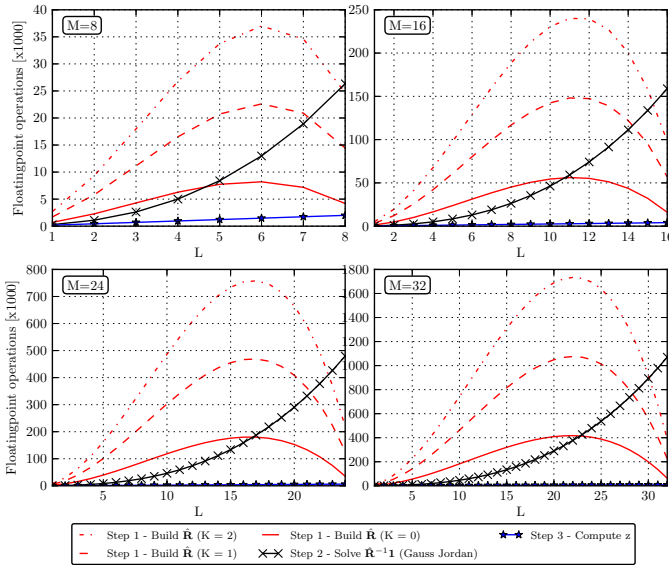 M=8
Floatingpoint operations [x1000]
40
35
30
25
20
15
10
5
0
1 2 3 4 5 6 7 8
L
M=16
250
200
150
100
50
0
2 4 6 8 10 12 14 16
L
M=24
Floatingpoint operations [x1000]
800
700
600
500
400
300
200
100
0
5 10 15 20
L
M=32
1800
1600
1400
1200
1000
800
600
400
200
0
5 10 15 20 25 30
L
Step 1 - Build R̂ (K = 2)
Step 1 - Build R̂ (K = 1)
Step 1 - Build R̂ (K = 0)
Step 2 - Solve R̂⁻¹1 (Gauss Jordan)
Step 3 - Compute z